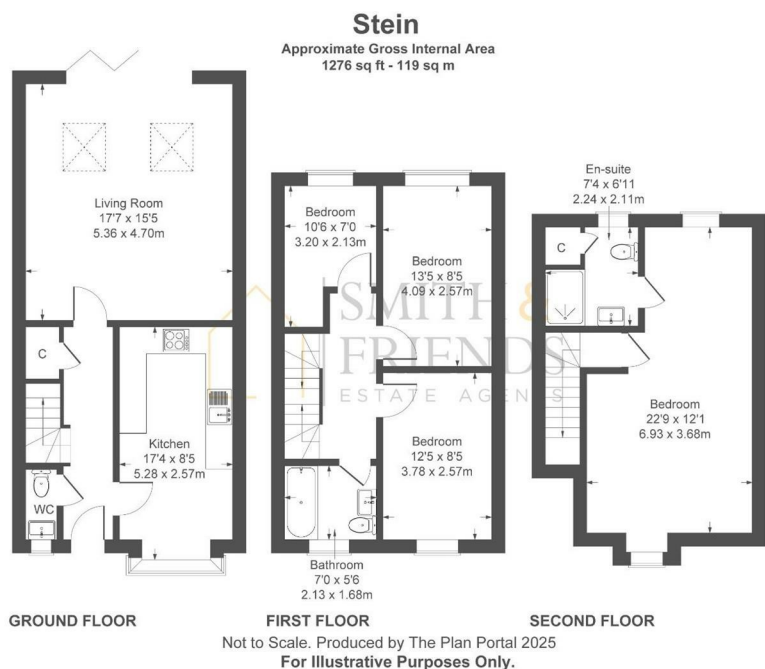 Stein
Approximate Gross Internal Area
1276 sq ft - 119 sq m
Living Room
17'7 x 15'5
5.36 x 4.70m
C
Kitchen
17'4 x 8'5
5.28 x 2.57m
WC
Bedroom
10'6 x 7'0
3.20 x 2.13m
Bedroom
13'5 x 8'5
4.09 x 2.57m
Bedroom
12'5 x 8'5
3.78 x 2.57m
Bathroom
7'0 x 5'6
2.13 x 1.68m
En-suite
7'4 x 6'11
2.24 x 2.11m
C
Bedroom
22'9 x 12'1
6.93 x 3.68m
SMITH &
FRIENDS
ESTATE AGENTS
GROUND FLOOR
FIRST FLOOR
SECOND FLOOR
Not to Scale. Produced by The Plan Portal 2025
For Illustrative Purposes Only.